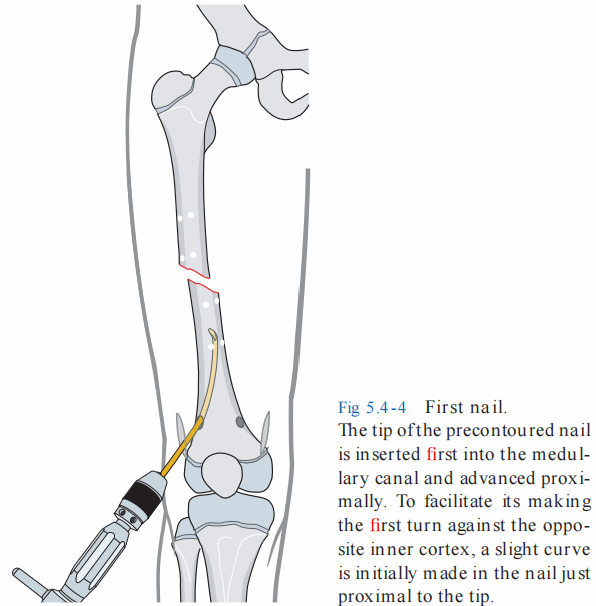 Fig 5.4-4 First nail.
The tip of the precontoured nail
is inserted first into the medul-
lary canal and advanced proxi-
mally. To facilitate its making
the first turn against the oppo-
site inner cortex, a slight curve
is initially made in the nail just
proximal to the tip.